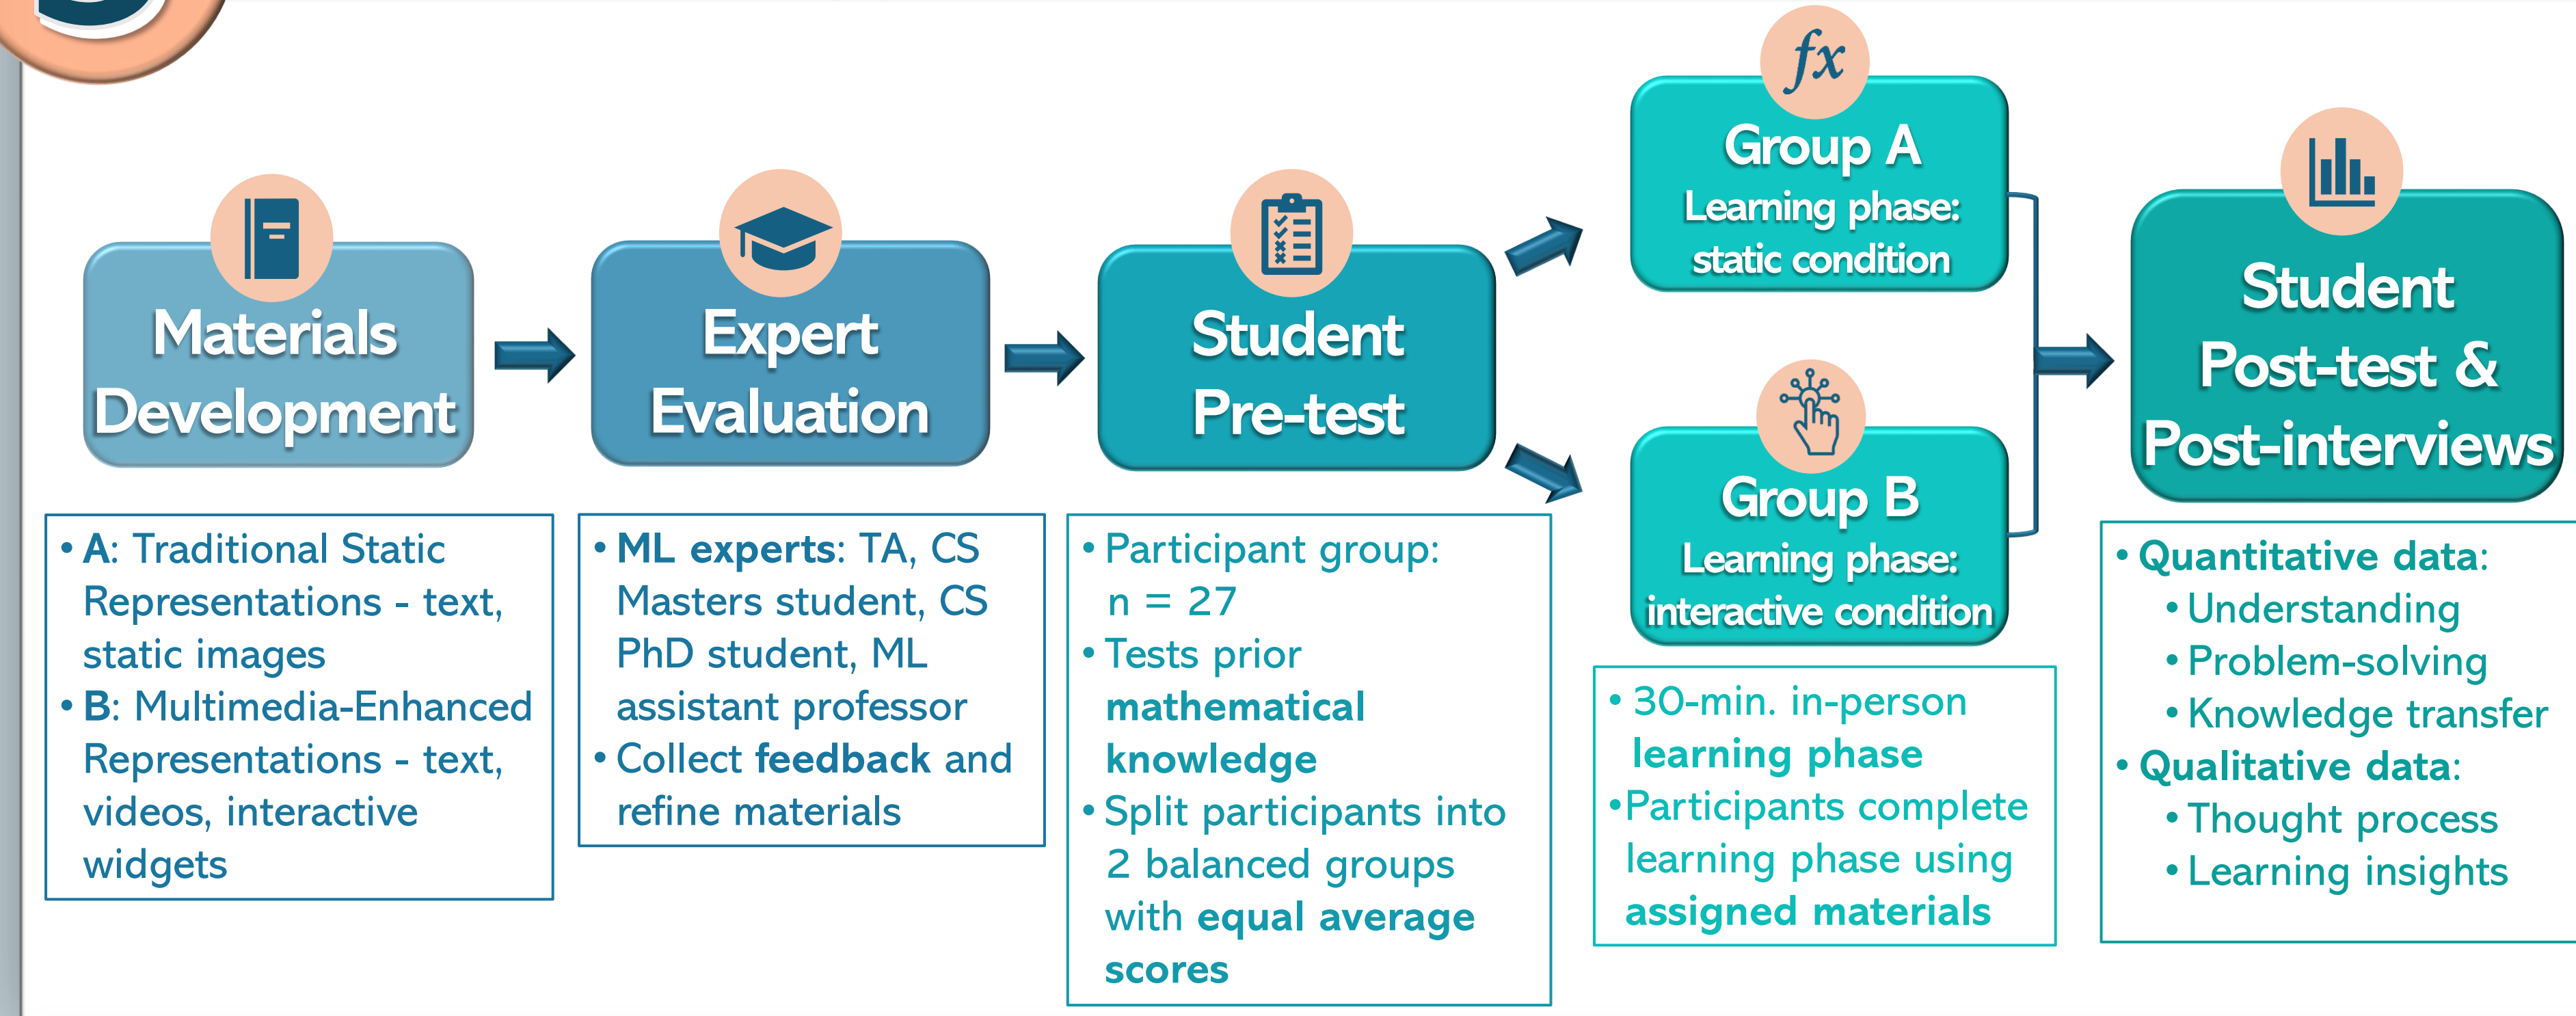 Materials
Development
• A: Traditional Static
Representations - text,
static images
• B: Multimedia-Enhanced
Representations - text,
videos, interactive
widgets
Expert
Evaluation
• ML experts: TA, CS
Masters student, CS
PhD student, ML
assistant professor
• Collect feedback and
refine materials
Student
Pre-test
• Participant group:
n = 27
• Tests prior
mathematical
knowledge
• Split participants into
2 balanced groups
with equal average
scores
fx
Group A
Learning phase:
static condition
Group B
Learning phase:
interactive condition
• 30-min. in-person
learning phase
•Participants complete
learning phase using
assigned materials
Student
Post-test &
Post-interviews
• Quantitative data:
• Understanding
• Problem-solving
• Knowledge transfer
• Qualitative data:
• Thought process
• Learning insights